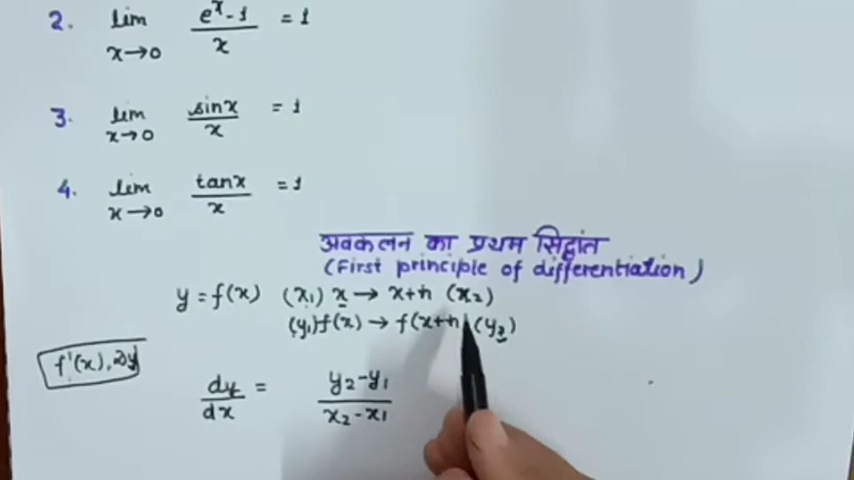 2. lim x→0 (e^x - 1)/x = 1
3. lim x→0 sinx/x = 1
4. lim x→0 tanx/x = 1
अवकलन का प्रथम सिद्धांत
(First principle of differentiation)
y = f(x) (x₁) x → x+h (x₂)
(y₁) f(x) → f(x+h) (y₂)
f'(x),
dy/dx = (y₂ - y₁)/(x₂ - x₁)